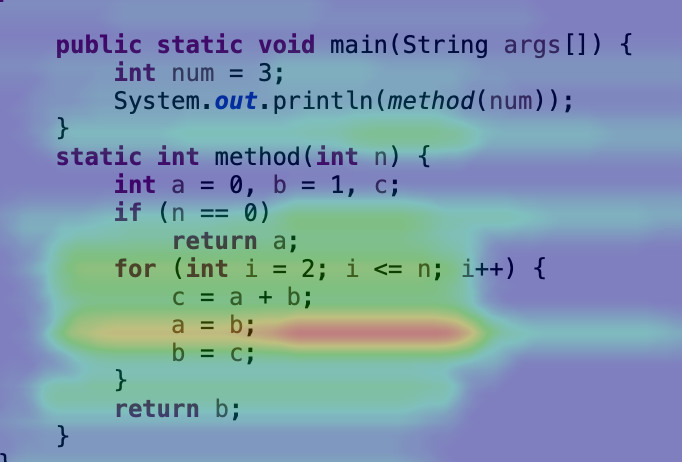 public static void main(String args[]) {
int num = 3;
System.out.println(method(num));
}
static int method(int n) {
int a = 0, b = 1, c;
if (n == 0)
return a;
for (int i = 2; i <= n; i++) {
c = a + b;
a = b;
b = c;
}
return b;
}
}